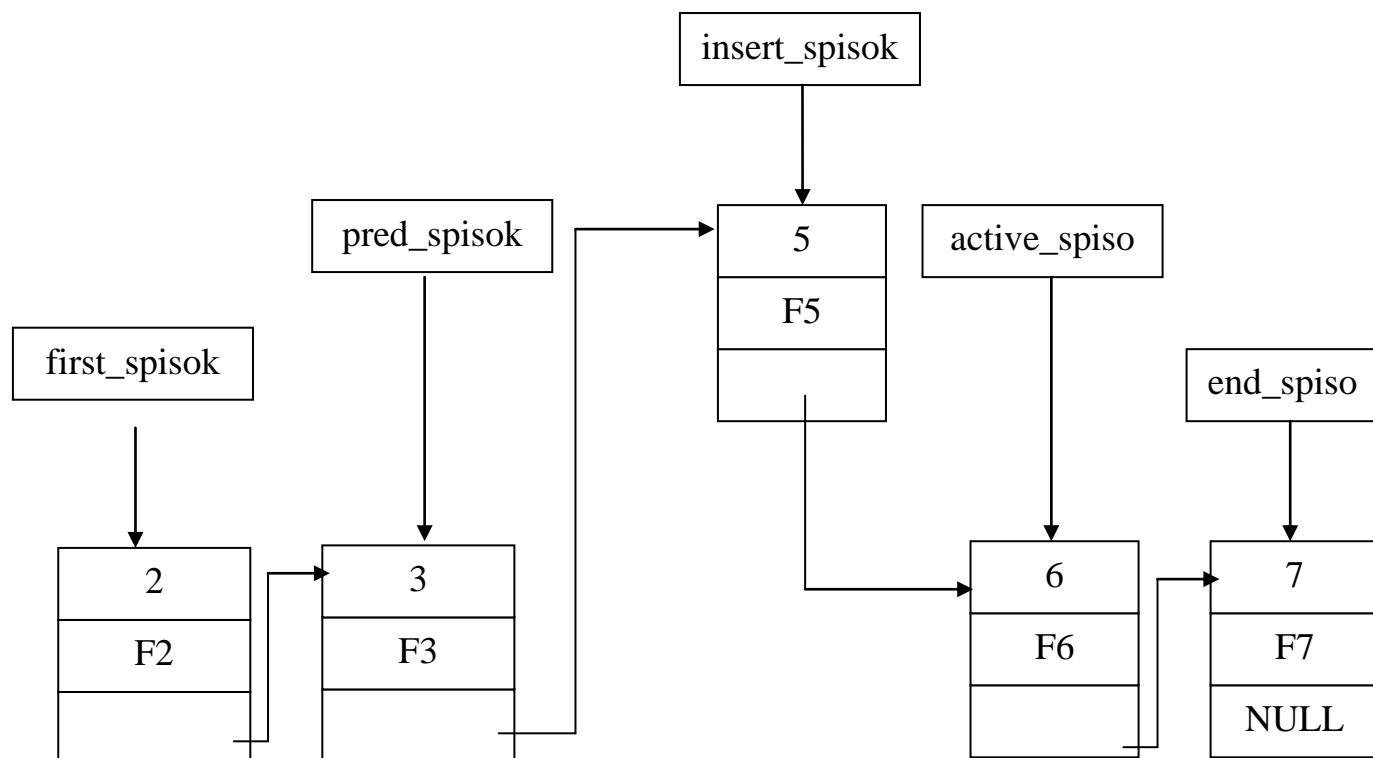 insert_spisok
pred_spisok
5
active_spiso
F5
first_spisok
end_spiso
2
3
6
7
F2
F3
F6
F7
NULL